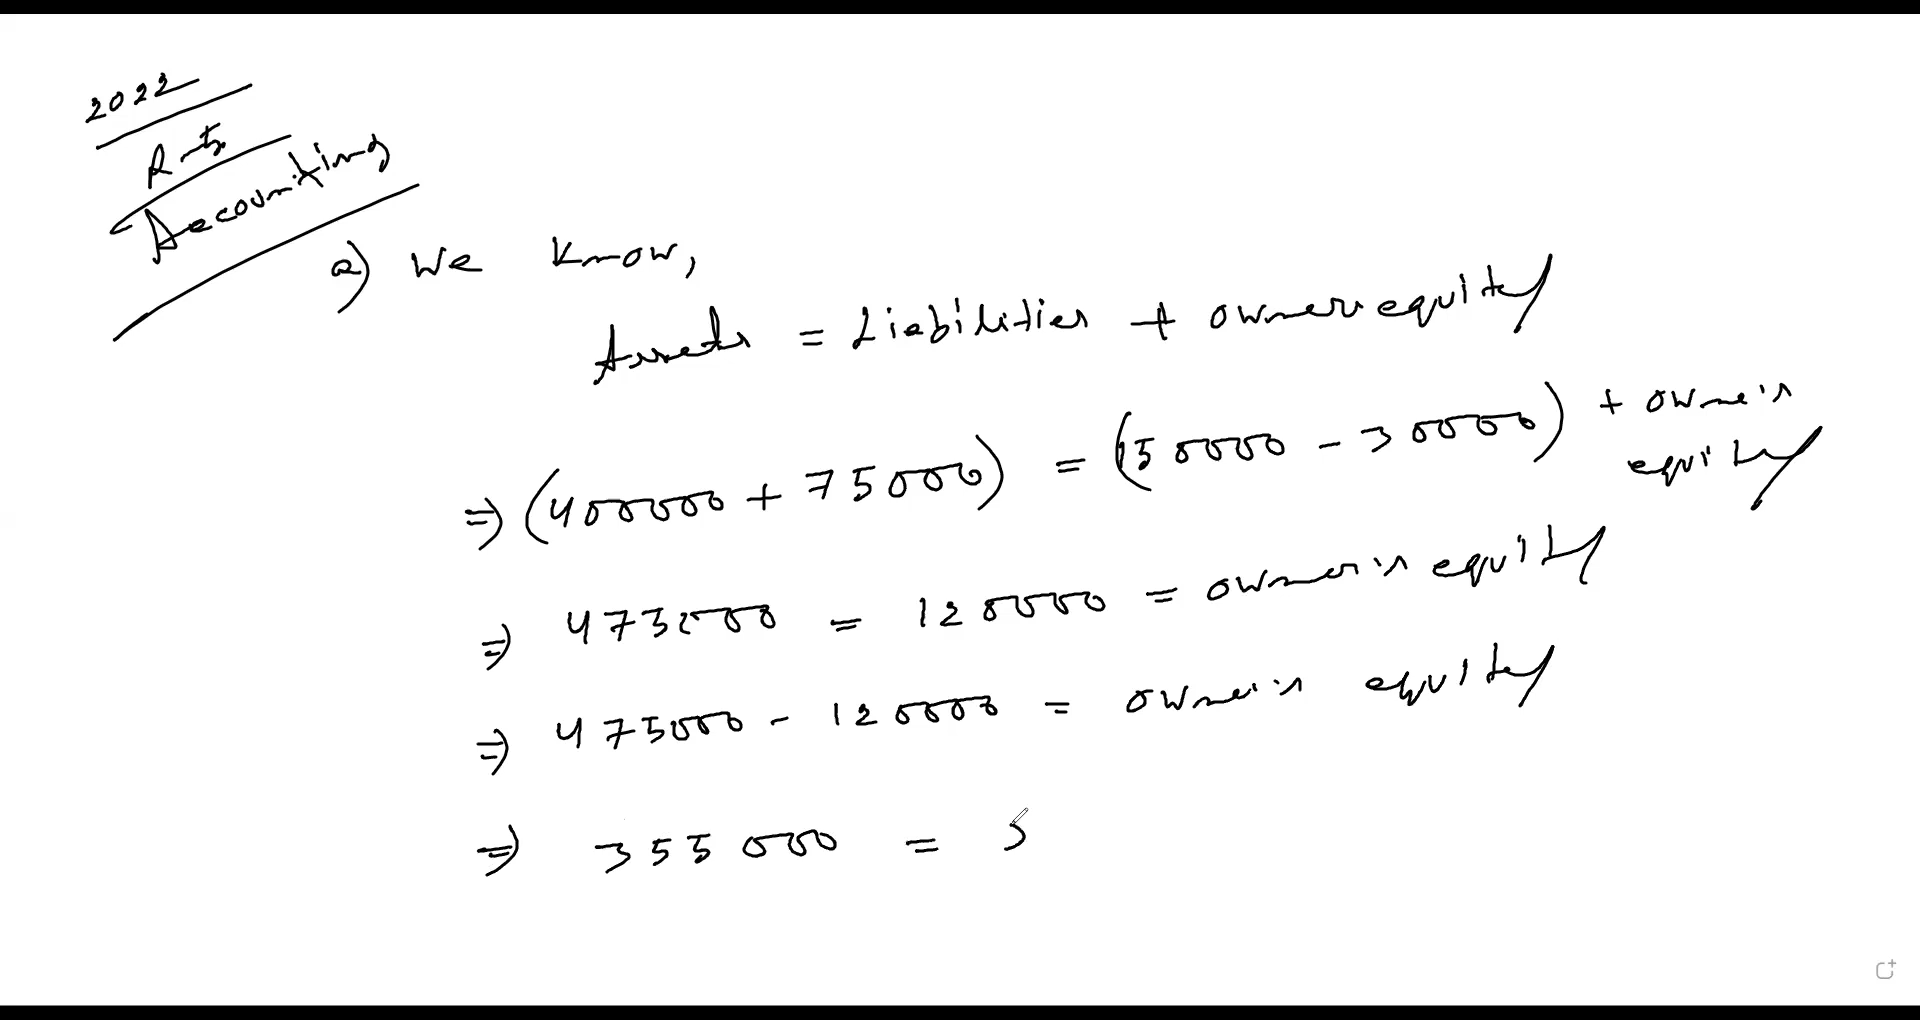 2022
Accounting
a) We know,
Assets = Liabilities + owners equity
⇒ (400000 + 75000) = (150000 - 30000) + owner's
equity
⇒ 475000 = 120000 = owner's equity
⇒ 475000 - 120000 = owner's equity
⇒ 355000 =